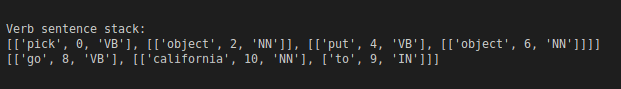 Verb sentence stack:
[['pick', 0, 'VB'], [['object', 2, 'NN']], [['put', 4, 'VB'], [['object', 6, 'NN']]]]
[['go', 8, 'VB'], [['california', 10, 'NN'], ['to', 9, 'IN']]]